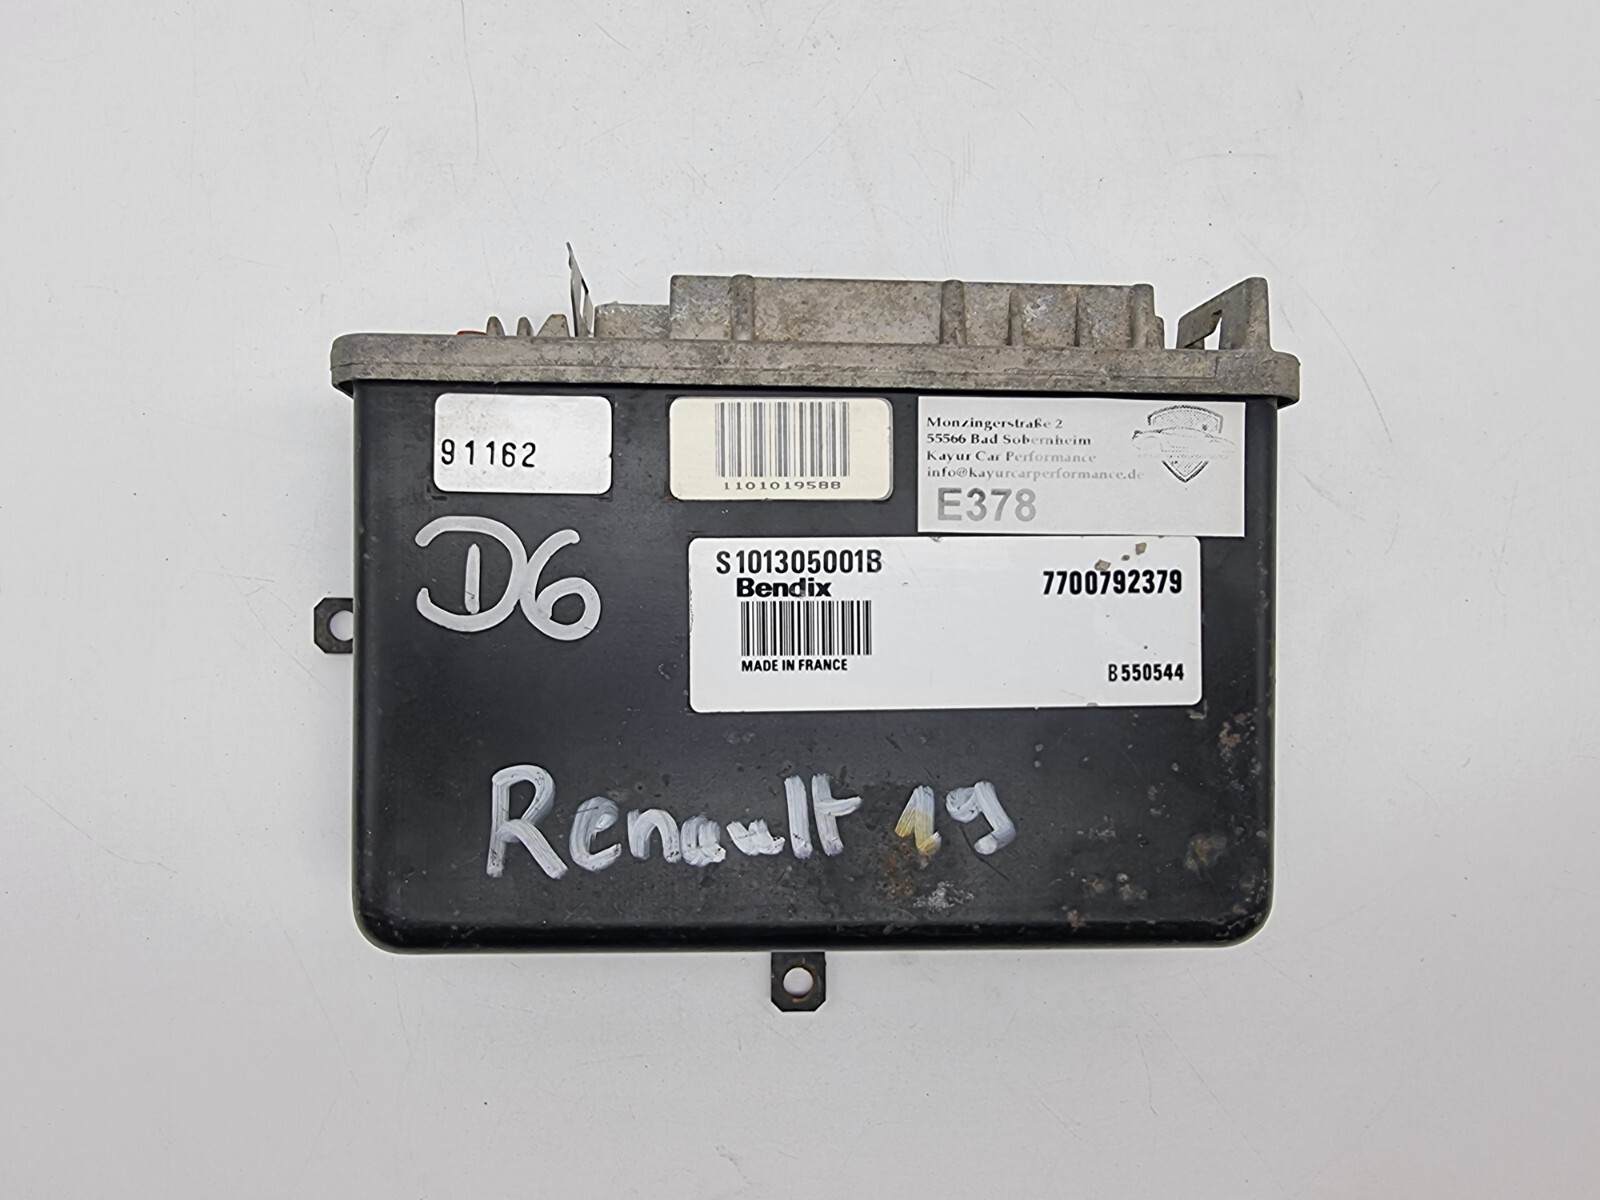 91162
1101019588
Monzingerstraße 2
55566 Bad Sobernheim
Kayur Car Performance
info@kayurcarperformance.de
E378
D6
S101305001B
Bendix
7700792379
MADE IN FRANCE
B550544
Renault 19